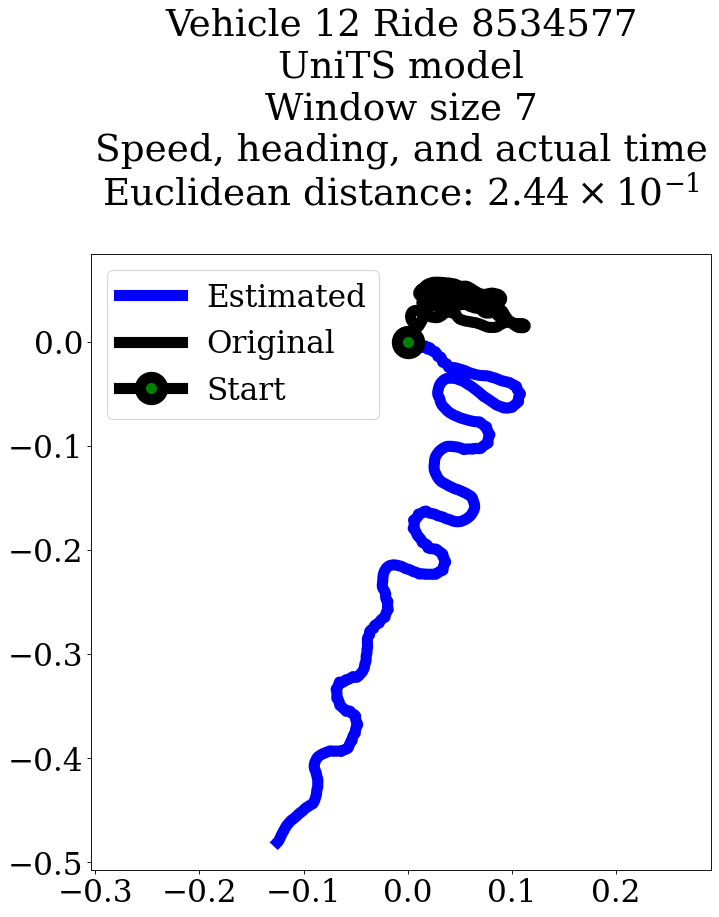 Vehicle 12 Ride 8534577
UniTS model
Window size 7
Speed, heading, and actual time
Euclidean distance: 2.44 × 10⁻¹
Estimated
Original
Start
0.0
−0.1
−0.2
−0.3
−0.4
−0.5
−0.3 −0.2 −0.1 0.0 0.1 0.2